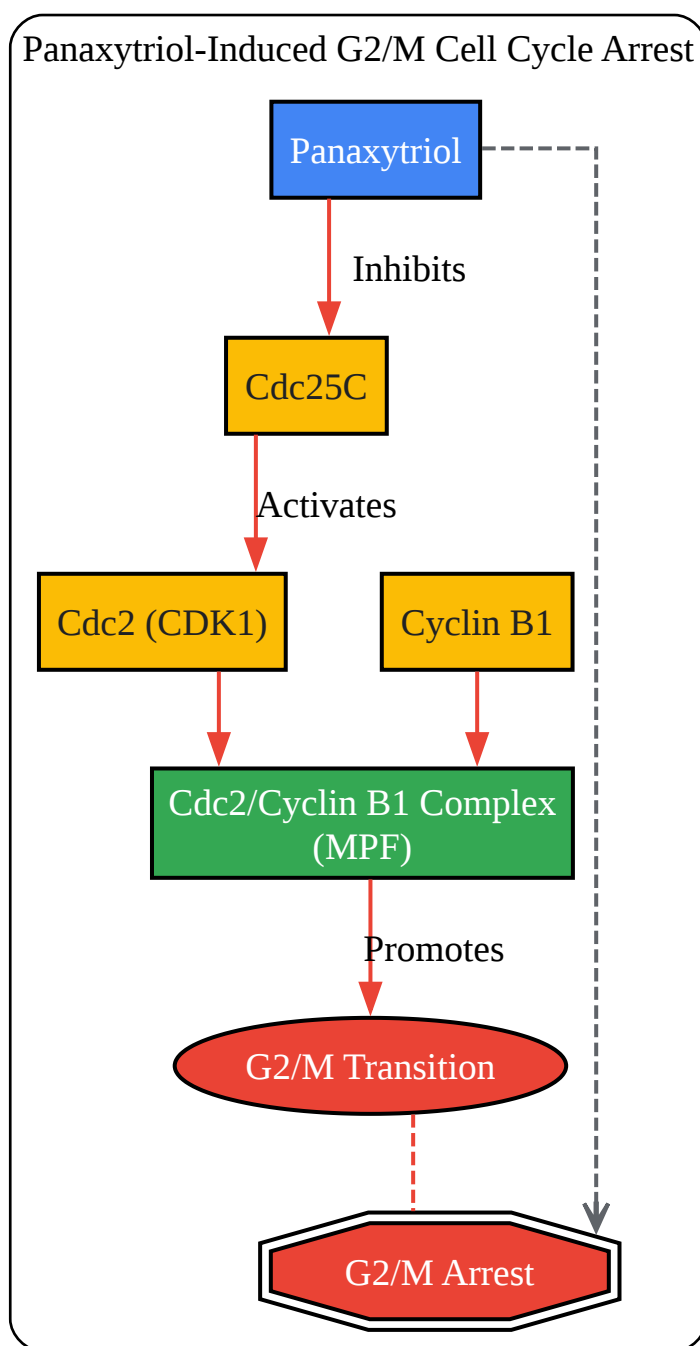 Panaxytriol-Induced G2/M Cell Cycle Arrest
Panaxytriol
Inhibits
Cdc25C
Activates
Cdc2 (CDK1)
Cyclin B1
Cdc2/Cyclin B1 Complex
(MPF)
Promotes
G2/M Transition
G2/M Arrest